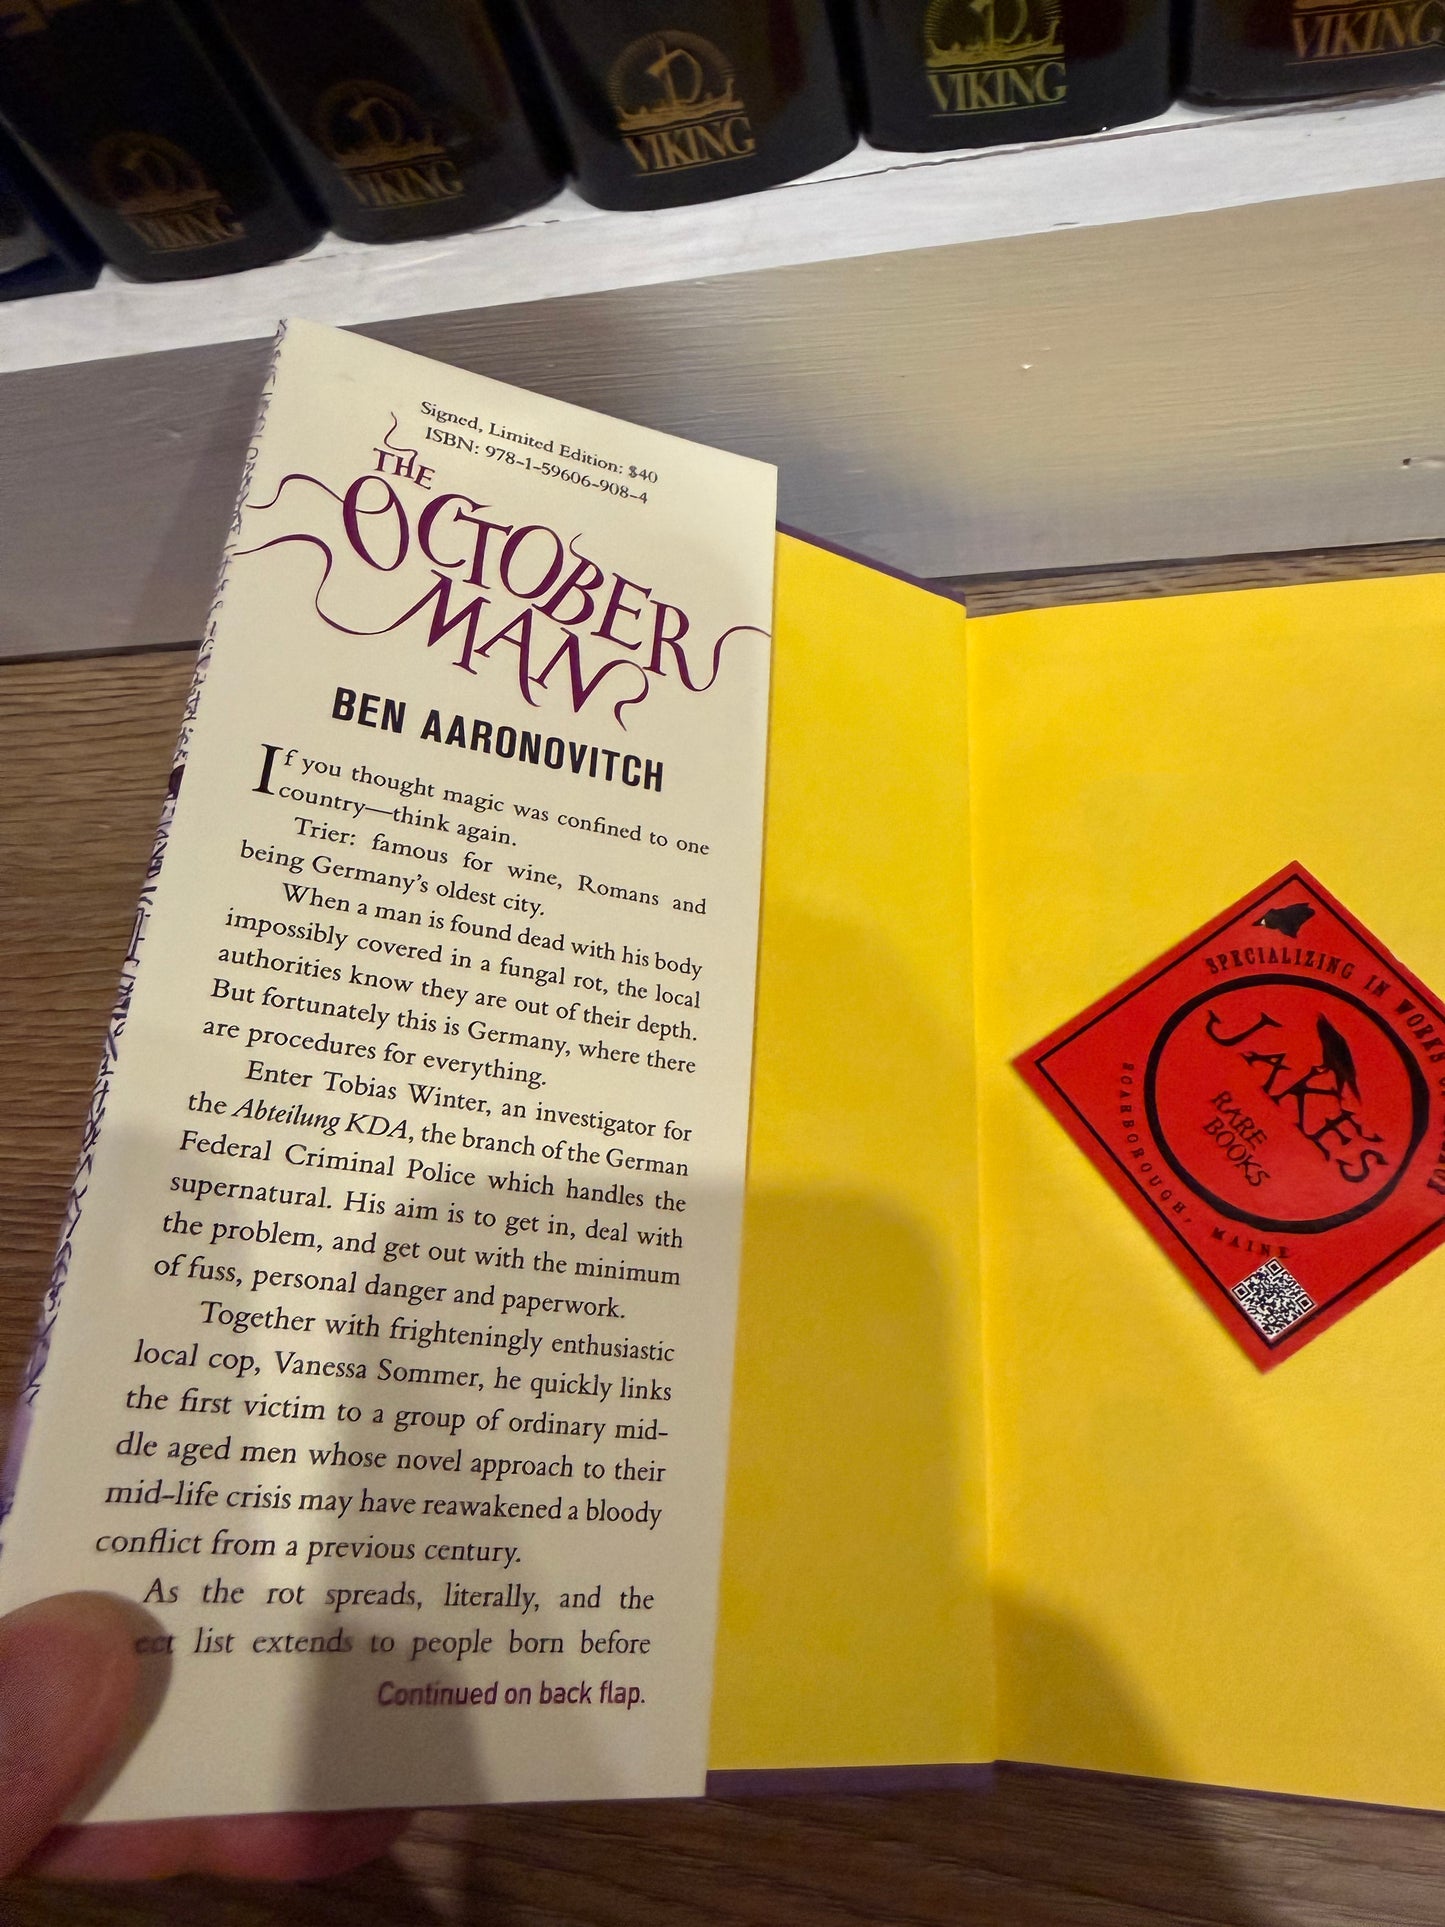 VIKING
VIKING
VIKING
VIKING
VIKING
Signed, Limited Edition: $40
ISBN: 978-1-59606-908-4
THE
OCTOBER
MAN
BEN AARONOVITCH
If you thought magic was confined to one
country—think again.
Trier: famous for wine, Romans and
being Germany's oldest city.
When a man is found dead with his body
impossibly covered in a fungal rot, the local
authorities know they are out of their depth.
But fortunately this is Germany, where there
are procedures for everything.
Enter Tobias Winter, an investigator for
the Abteilung KDA, the branch of the German
Federal Criminal Police which handles the
supernatural. His aim is to get in, deal with
the problem, and get out with the minimum
of fuss, personal danger and paperwork.
Together with frighteningly enthusiastic
local cop, Vanessa Sommer, he quickly links
the first victim to a group of ordinary mid-
dle aged men whose novel approach to their
mid-life crisis may have reawakened a bloody
conflict from a previous century.
As the rot spreads, literally, and the
list extends to people born before
Continued on back flap.
SPECIALIZING IN WORKS
JAKE'S
RARE
BOOKS
MAINE